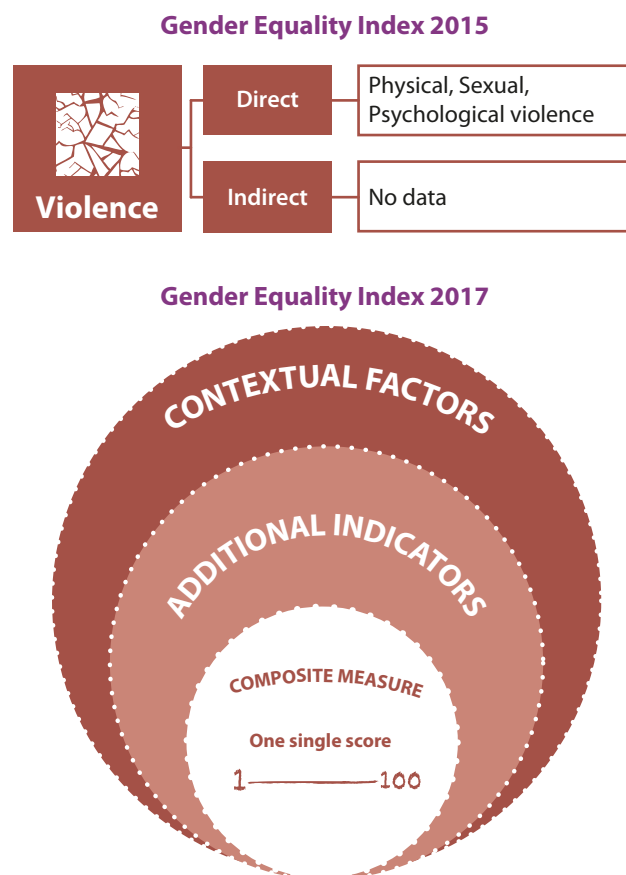 Gender Equality Index 2015
Violence
Direct
Physical, Sexual,
Psychological violence
Indirect
No data
Gender Equality Index 2017
CONTEXTUAL FACTORS
ADDITIONAL INDICATORS
COMPOSITE MEASURE
One single score
1 100